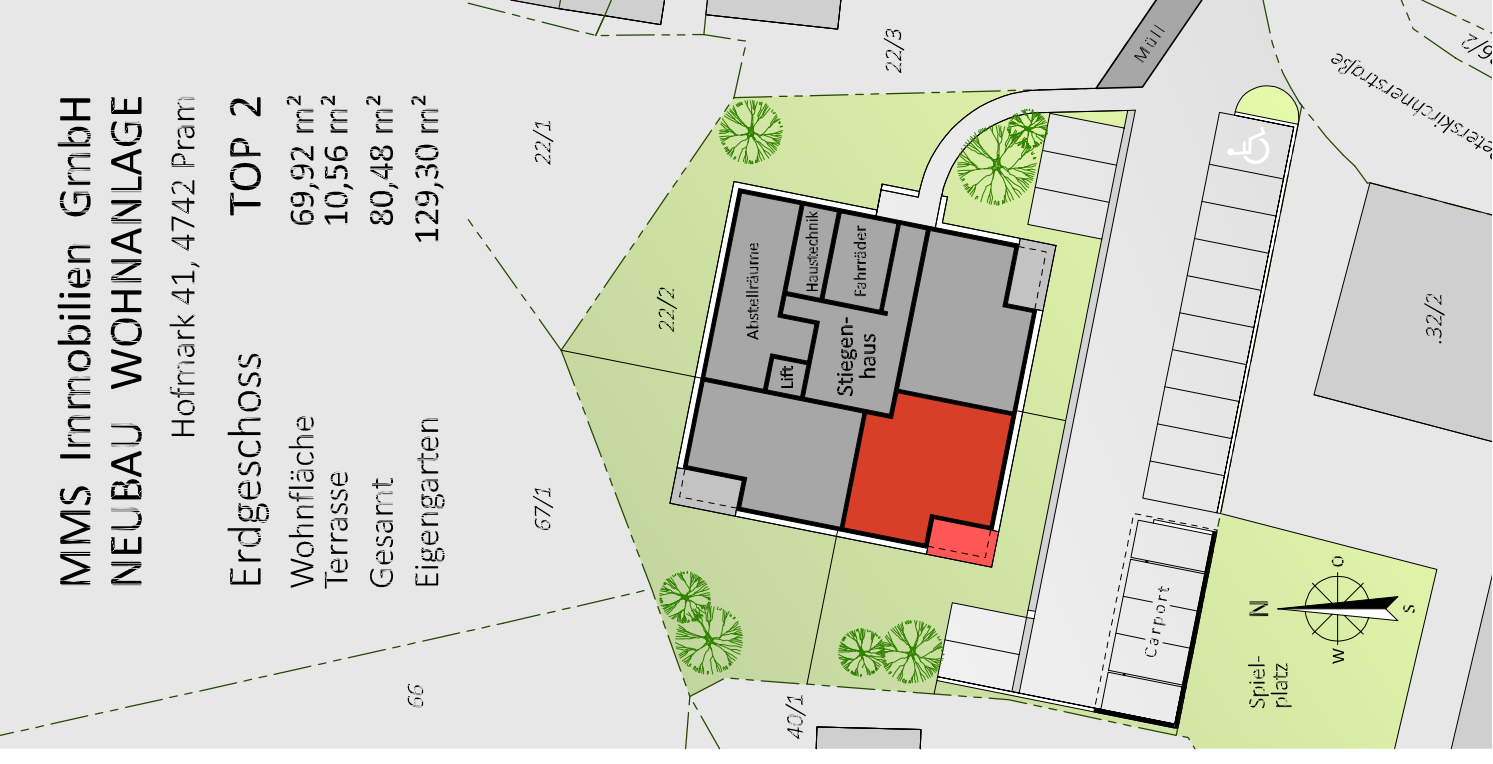 MMS Immobilien GmbH
NEUBAU WOHNANLAGE
Hofmark 41, 4742 Pram
Erdgeschoss TOP 2
Wohnfläche 69,92 m²
Terrasse 10,56 m²
Gesamt 80,48 m²
Eigengarten 129,30 m²
22/1
22/2
22/3
67/1
66
40/1
.32/2
Müll
Abstellräume
Haustechnik
Fahrräder
Lift
Stiegen-
haus
Carport
Spiel-
platz
N
O
S
W